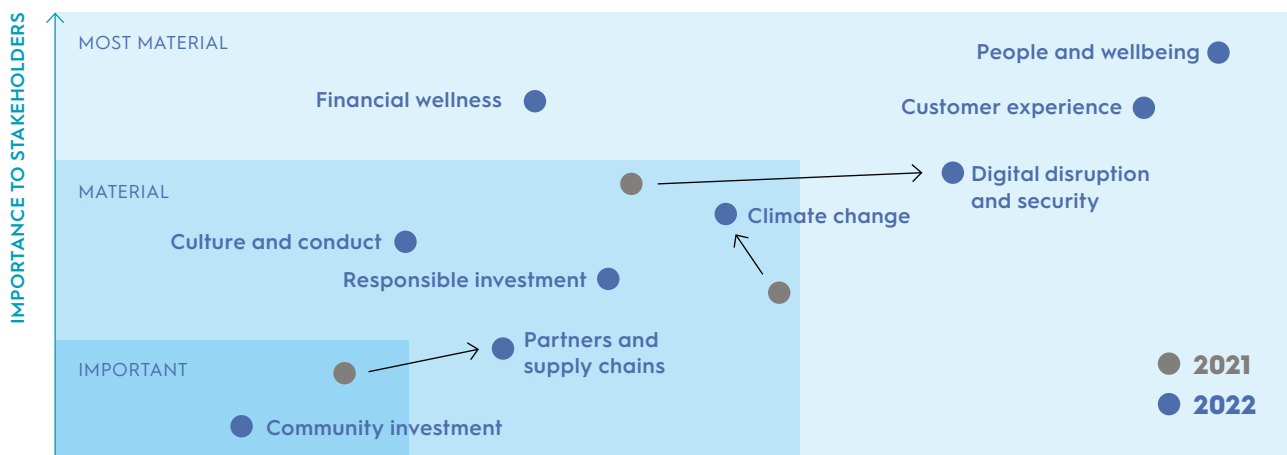 IMPORTANCE TO STAKEHOLDERS
MOST MATERIAL
People and wellbeing
Financial wellness
Customer experience
MATERIAL
Digital disruption
and security
Climate change
Culture and conduct
Responsible investment
Partners and
supply chains
IMPORTANT
2021
2022
Community investment